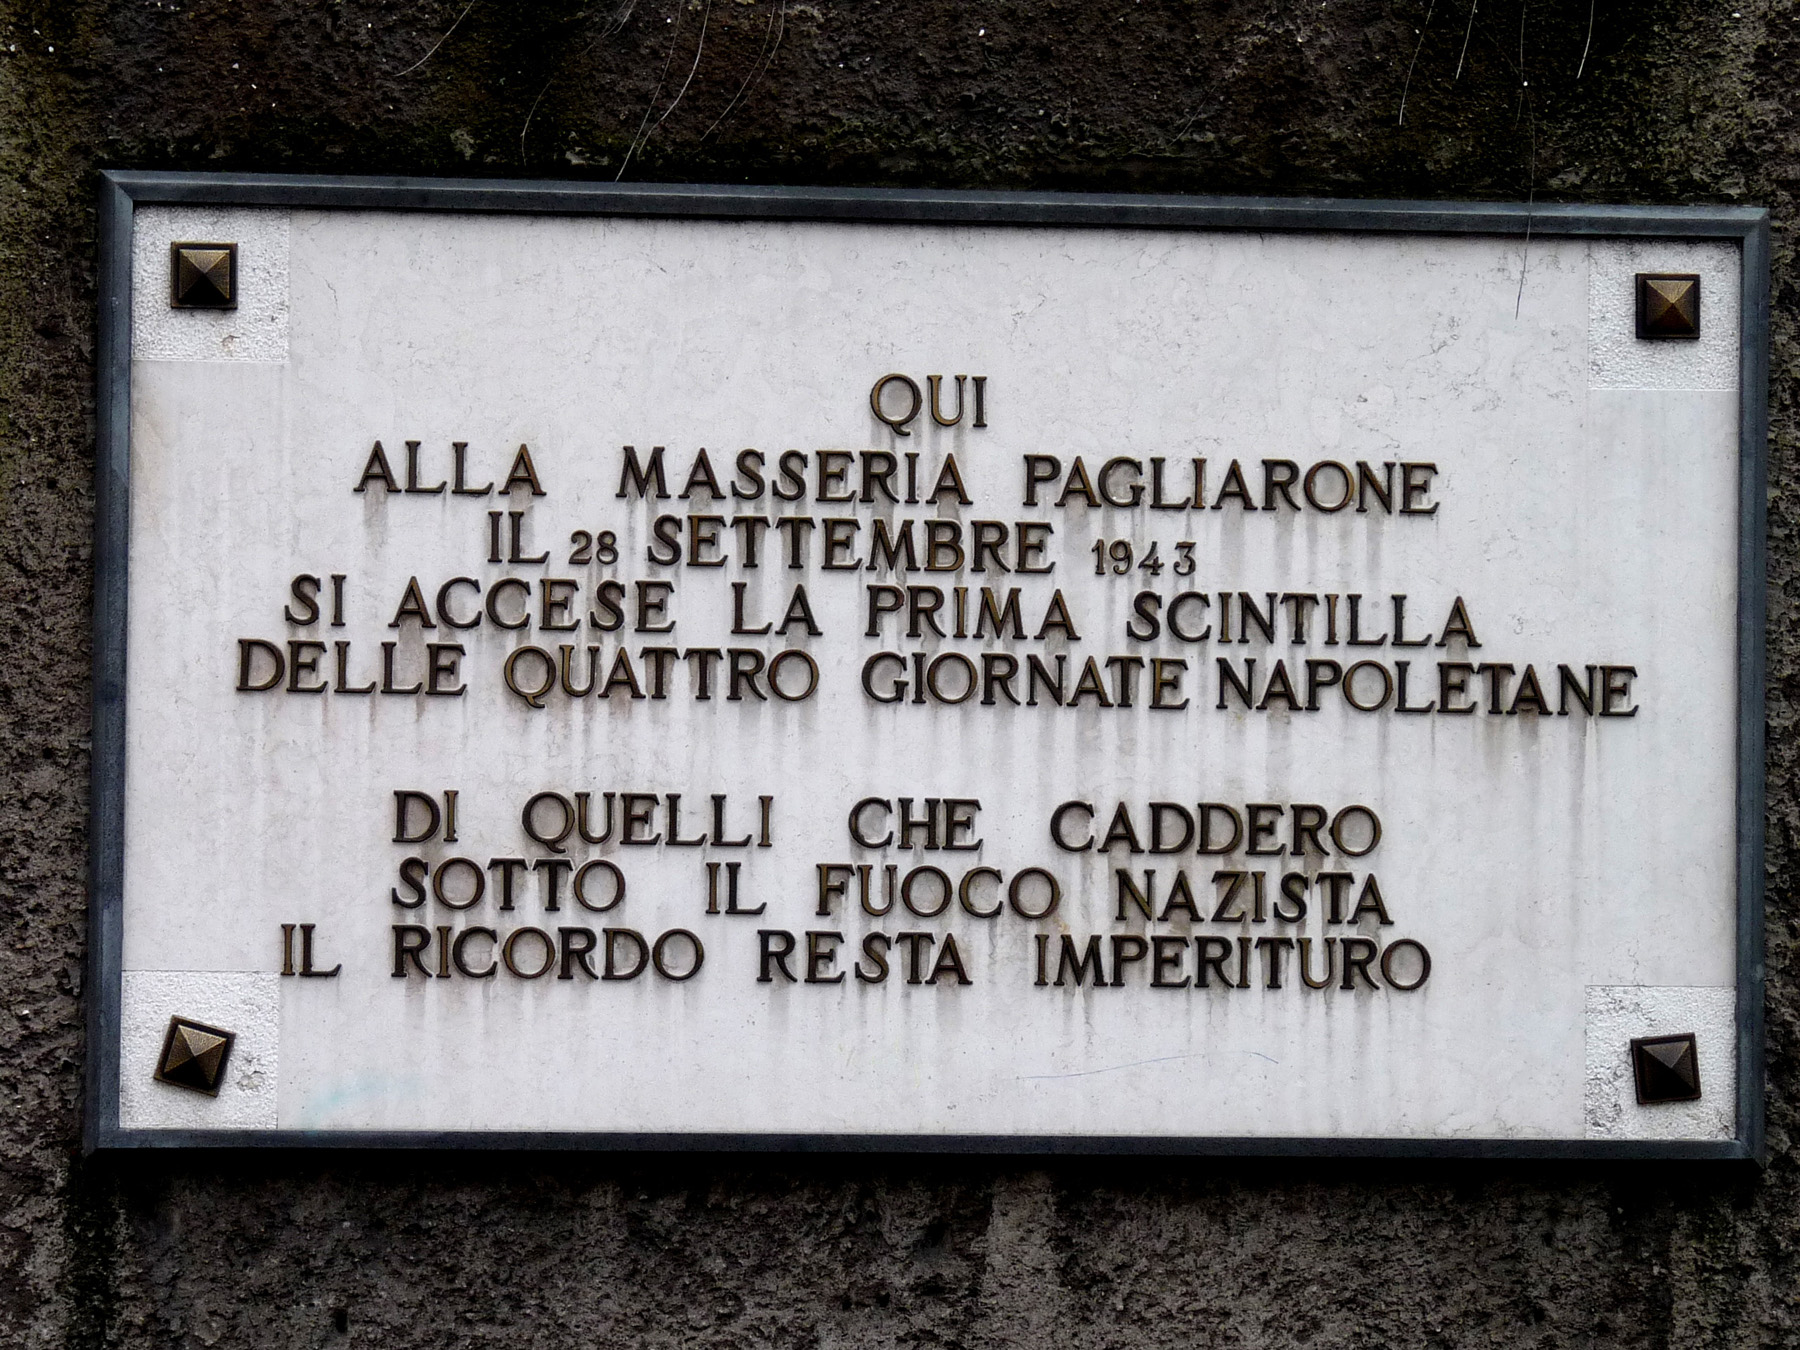 QUI
ALLA MASSERIA PAGLIARONE
IL 28 SETTEMBRE 1943
SI ACCESE LA PRIMA SCINTILLA
DELLE QUATTRO GIORNATE NAPOLETANE
DI QUELLI CHE CADDERO
SOTTO IL FUOCO NAZISTA
IL RICORDO RESTA IMPERITURO